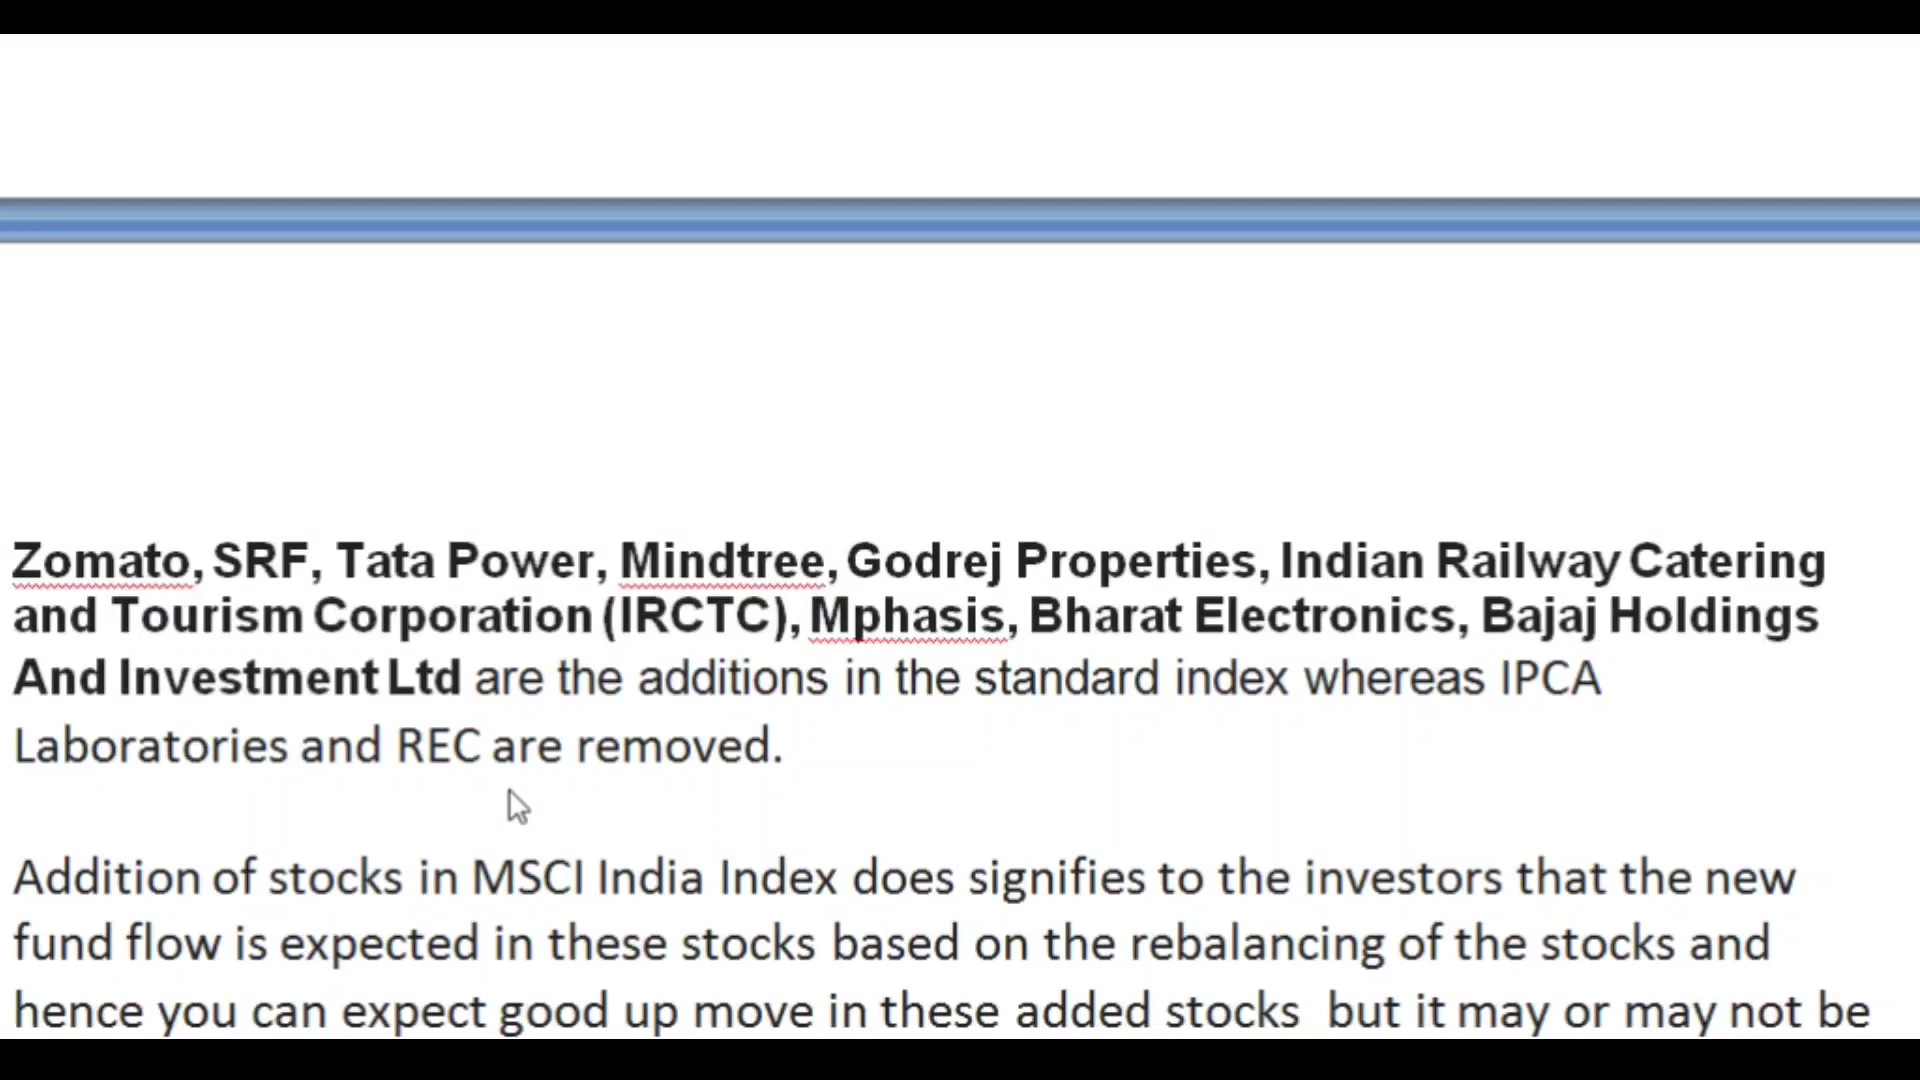 Zomato, SRF, Tata Power, Mindtree, Godrej Properties, Indian Railway Catering
and Tourism Corporation (IRCTC), Mphasis, Bharat Electronics, Bajaj Holdings
And Investment Ltd are the additions in the standard index whereas IPCA
Laboratories and REC are removed.
Addition of stocks in MSCI India Index does signifies to the investors that the new
fund flow is expected in these stocks based on the rebalancing of the stocks and
hence you can expect good up move in these added stocks but it may or may not be